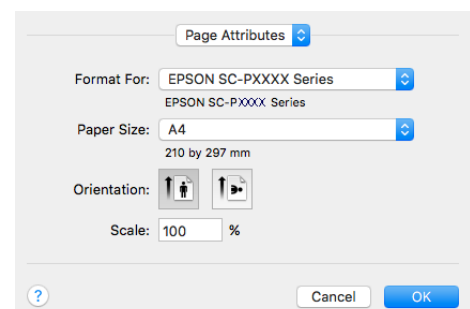 Page Attributes
Format For: EPSON SC-PXXXX Series
EPSON SC-PXXXX Series
Paper Size: A4
210 by 297 mm
Orientation:
Scale: 100 %
? Cancel OK